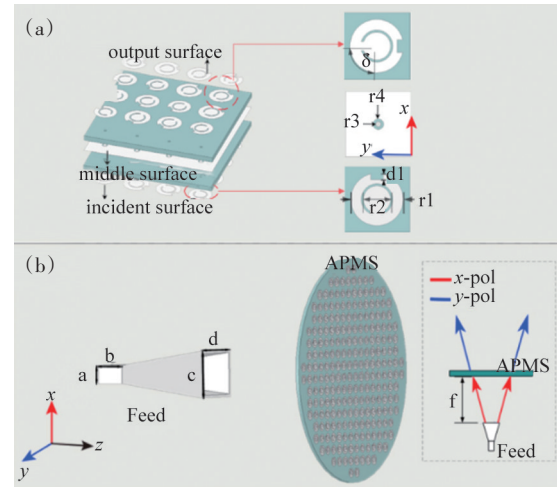 (a)
output surface
δ
r4
r3
x
y
middle surface
d1
incident surface
r2
r1
(b)
APMS
x-pol
y-pol
b
d
a
c
x
Feed
z
y
APMS
f
Feed